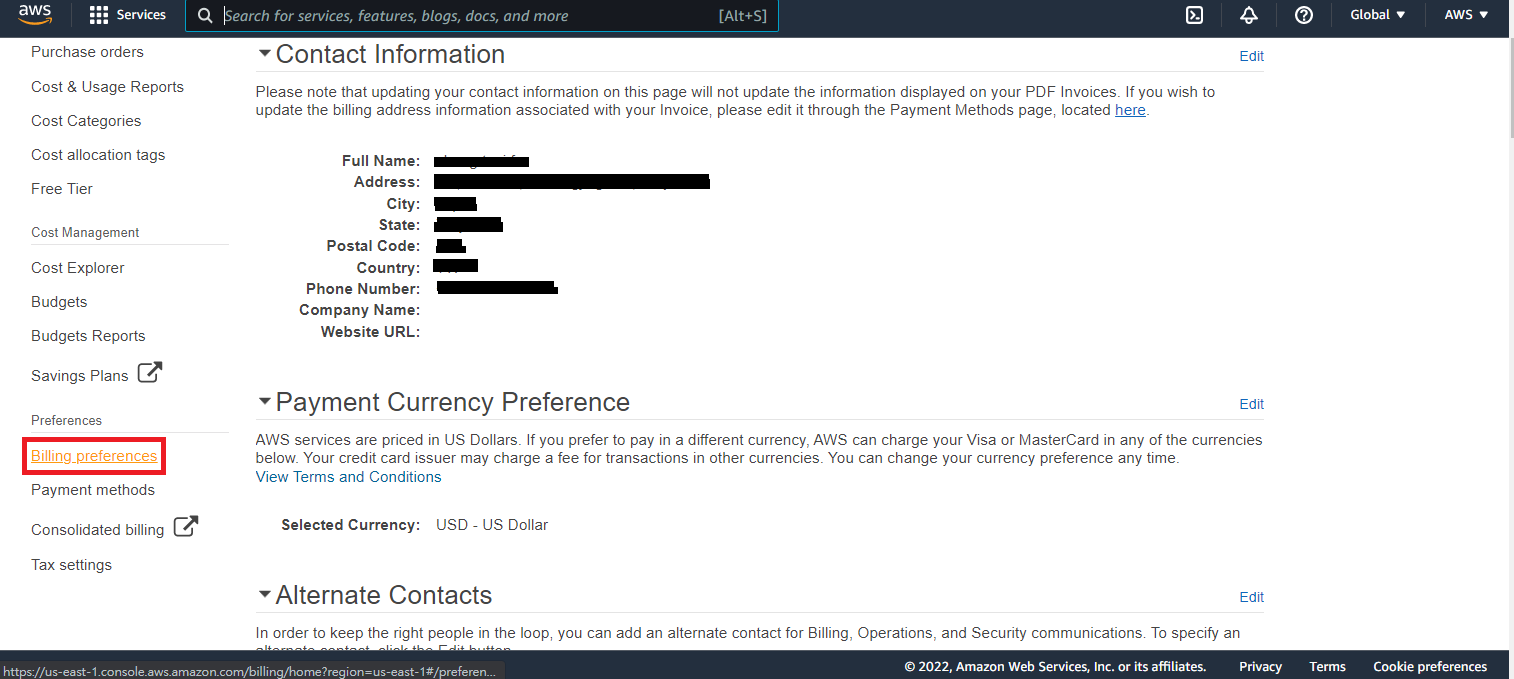 aws
Services
Search for services, features, blogs, docs, and more
[Alt+S]
Global
AWS
Purchase orders
Cost & Usage Reports
Cost Categories
Cost allocation tags
Free Tier
Cost Management
Cost Explorer
Budgets
Budgets Reports
Savings Plans
Preferences
Billing preferences
Payment methods
Consolidated billing
Tax settings
Contact Information
Edit
Please note that updating your contact information on this page will not update the information displayed on your PDF Invoices. If you wish to
update the billing address information associated with your Invoice, please edit it through the Payment Methods page, located here.
Full Name:
Address:
City:
State:
Postal Code:
Country:
Phone Number:
Company Name:
Website URL:
Payment Currency Preference
Edit
AWS services are priced in US Dollars. If you prefer to pay in a different currency, AWS can charge your Visa or MasterCard in any of the currencies
below. Your credit card issuer may charge a fee for transactions in other currencies. You can change your currency preference any time.
View Terms and Conditions
Selected Currency: USD - US Dollar
Alternate Contacts
Edit
In order to keep the right people in the loop, you can add an alternate contact for Billing, Operations, and Security communications. To specify an
alternate contact, click the Edit button
https://us-east-1.console.aws.amazon.com/billing/home?region=us-east-1#/preferen...
© 2022, Amazon Web Services, Inc. or its affiliates.
Privacy
Terms
Cookie preferences